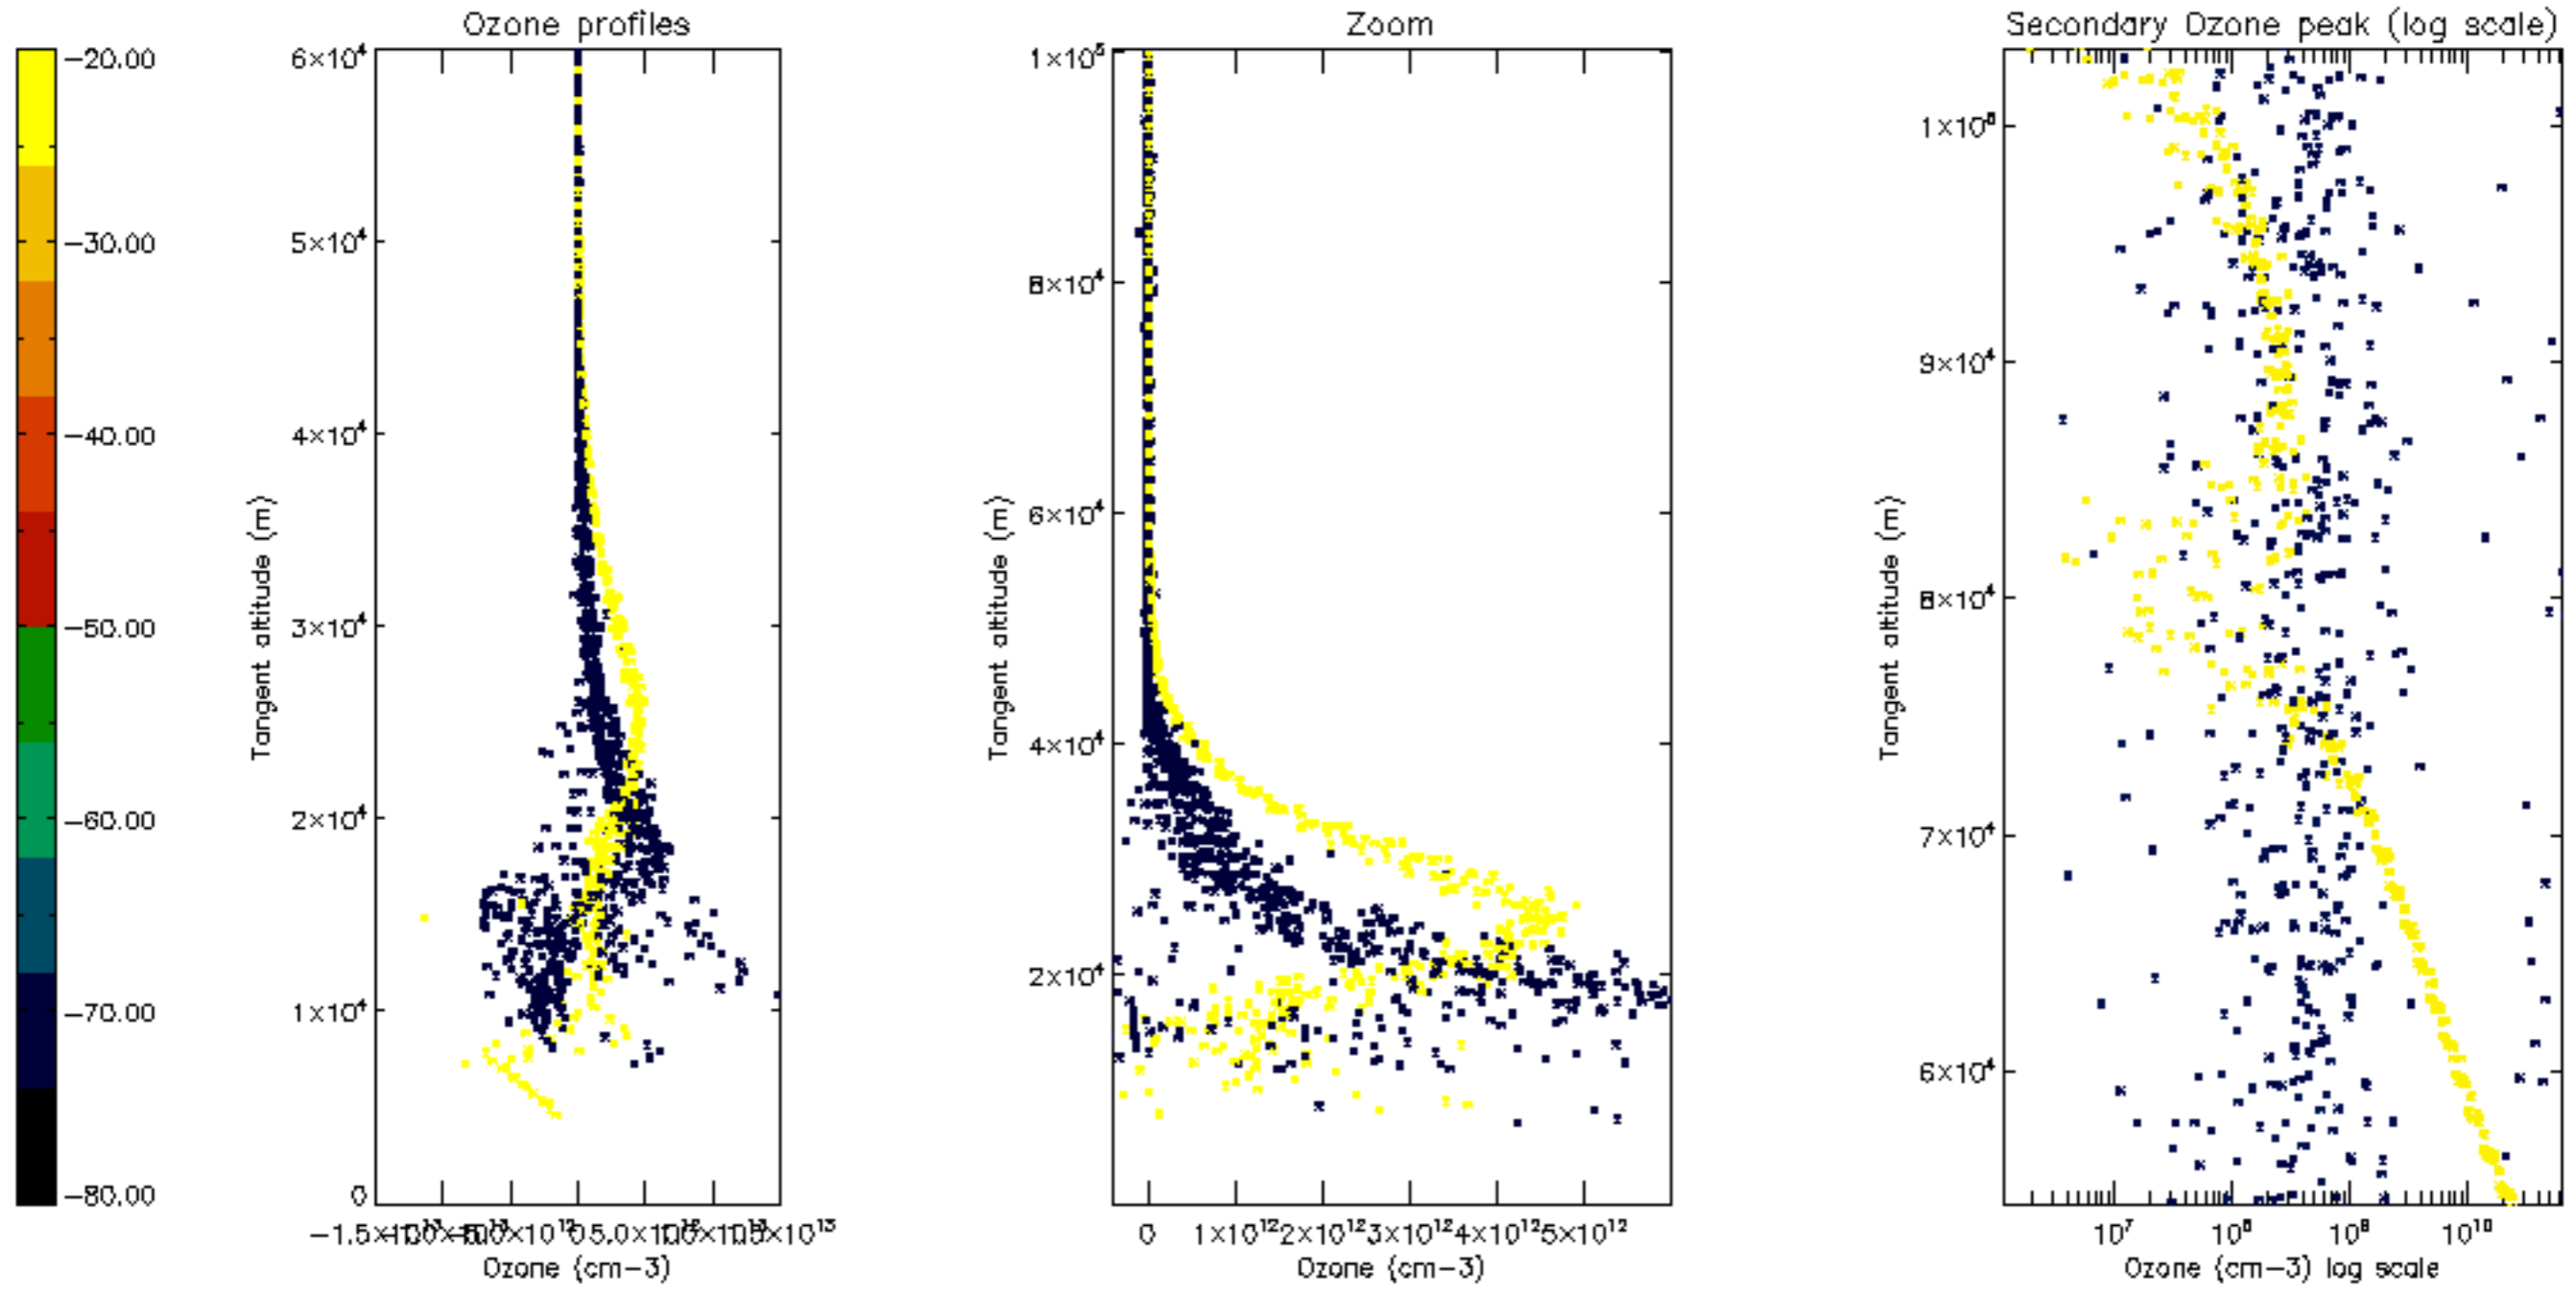 Ozone profiles
Zoom
Secondary Ozone peak (log scale)
−20.00
−30.00
−40.00
−50.00
−60.00
−70.00
−80.00
6×10⁴
5×10⁴
4×10⁴
3×10⁴
2×10⁴
1×10⁴
0
Tangent altitude (m)
Ozone (cm−3)
1×10⁵
8×10⁴
6×10⁴
4×10⁴
2×10⁴
Tangent altitude (m)
0 1×10¹² 2×10¹² 3×10¹² 4×10¹² 5×10¹²
Ozone (cm−3)
1×10⁵
9×10⁴
8×10⁴
7×10⁴
6×10⁴
Tangent altitude (m)
10⁷ 10⁸ 10⁹ 10¹⁰
Ozone (cm−3) log scale